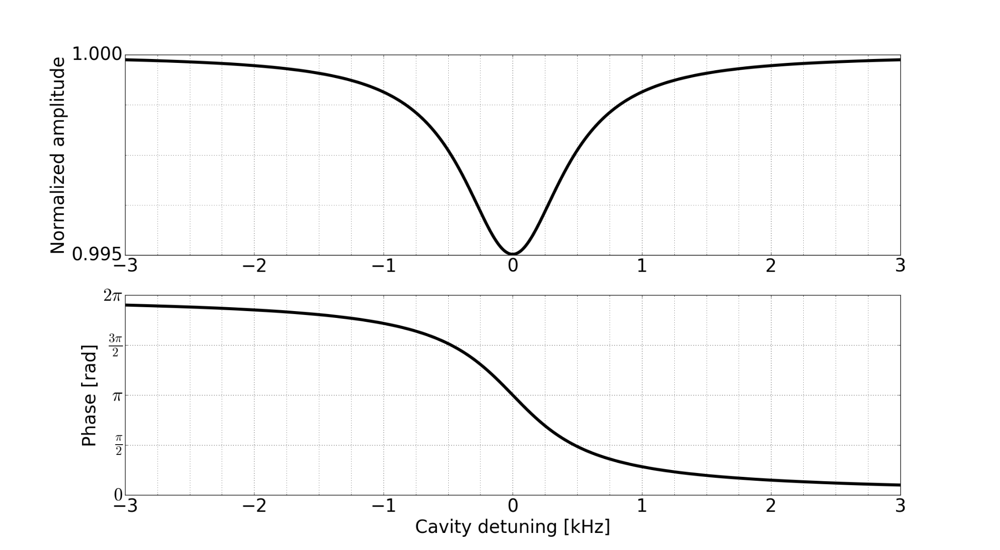 Normalized amplitude
1.000
0.995
−3 −2 −1 0 1 2 3
Phase [rad]
2π
3π/2
π
π/2
0
−3 −2 −1 0 1 2 3
Cavity detuning [kHz]